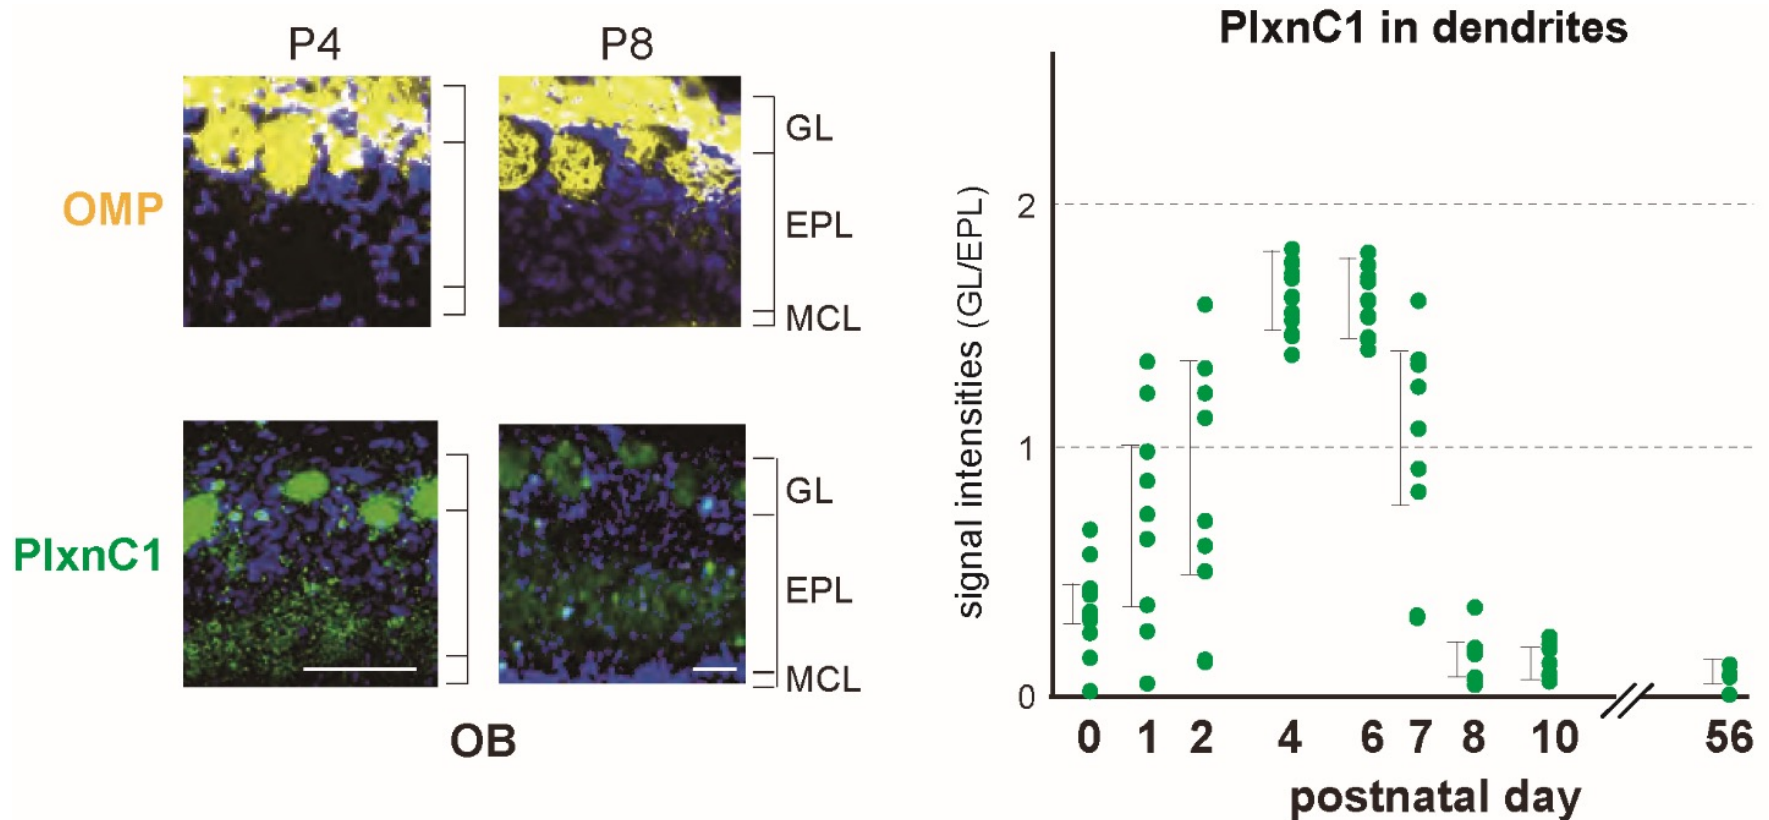 P4
P8
OMP
GL
EPL
MCL
PlxnC1
GL
EPL
MCL
OB
PlxnC1 in dendrites
signal intensities (GL/EPL)
2
1
0
0 1 2 4 6 7 8 10 56
postnatal day